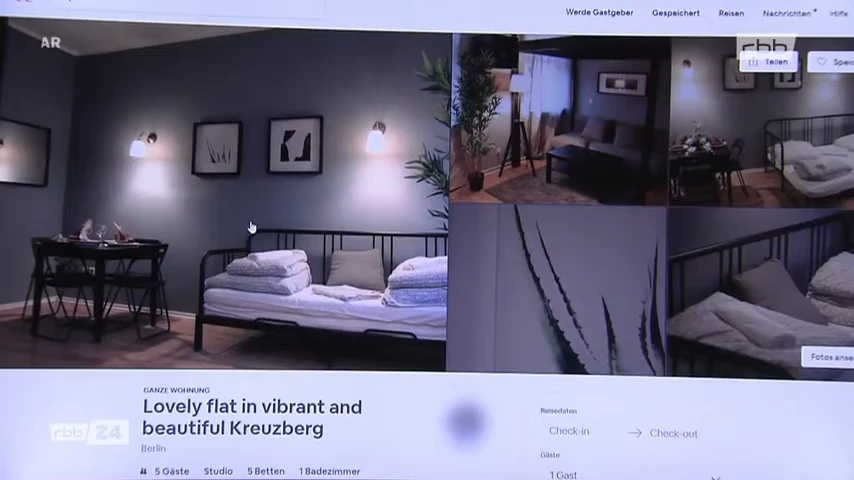 Werde Gastgeber Gespeichert Reisen Nachrichten Hilfe
AR
rbb
Teilen
GANZE WOHNUNG
Lovely flat in vibrant and
beautiful Kreuzberg
Berlin
5 Gäste Studio 5 Betten 1 Badezimmer
Reisedaten
Check-in → Check-out
Gäste
1 Gast
Fotos anse
rbb 24